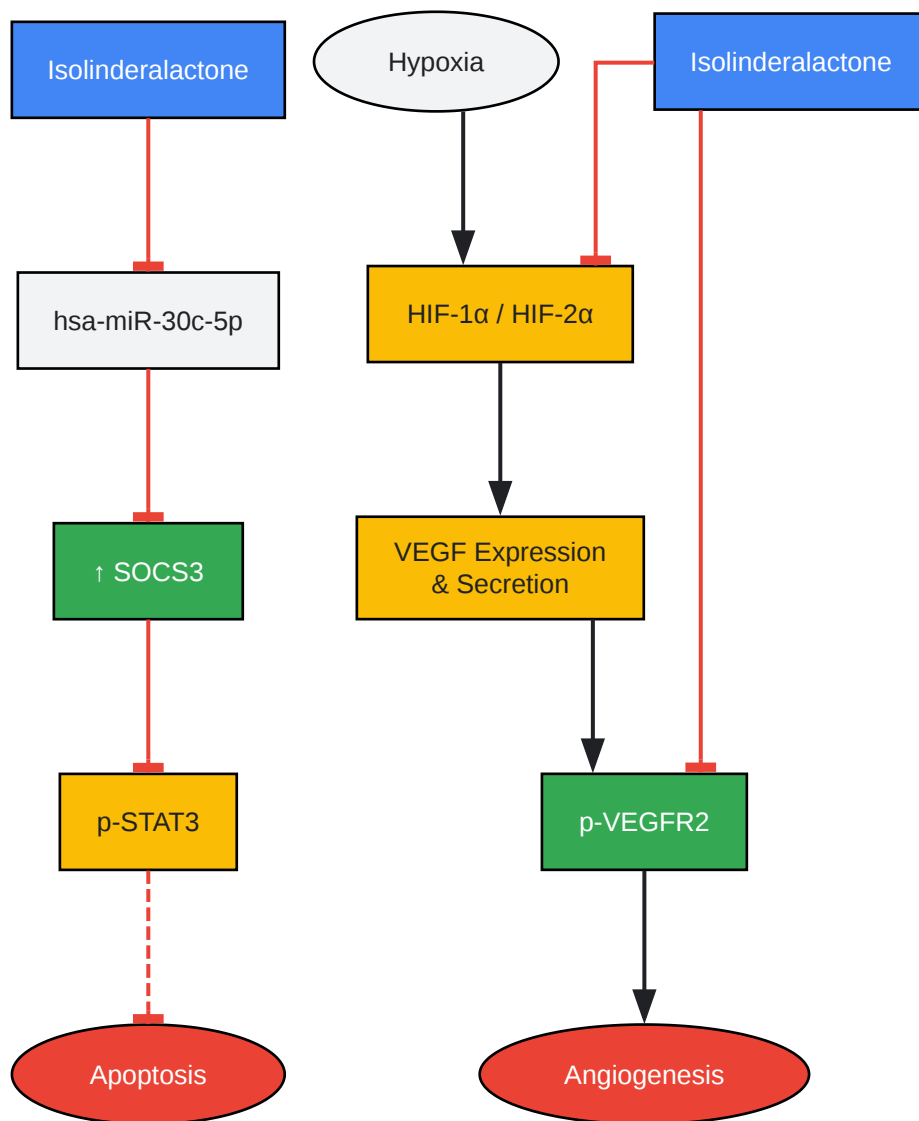 Isolinderalactone
hsa-miR-30c-5p
↑ SOCS3
p-STAT3
Apoptosis
Hypoxia
Isolinderalactone
HIF-1α / HIF-2α
VEGF Expression
& Secretion
p-VEGFR2
Angiogenesis